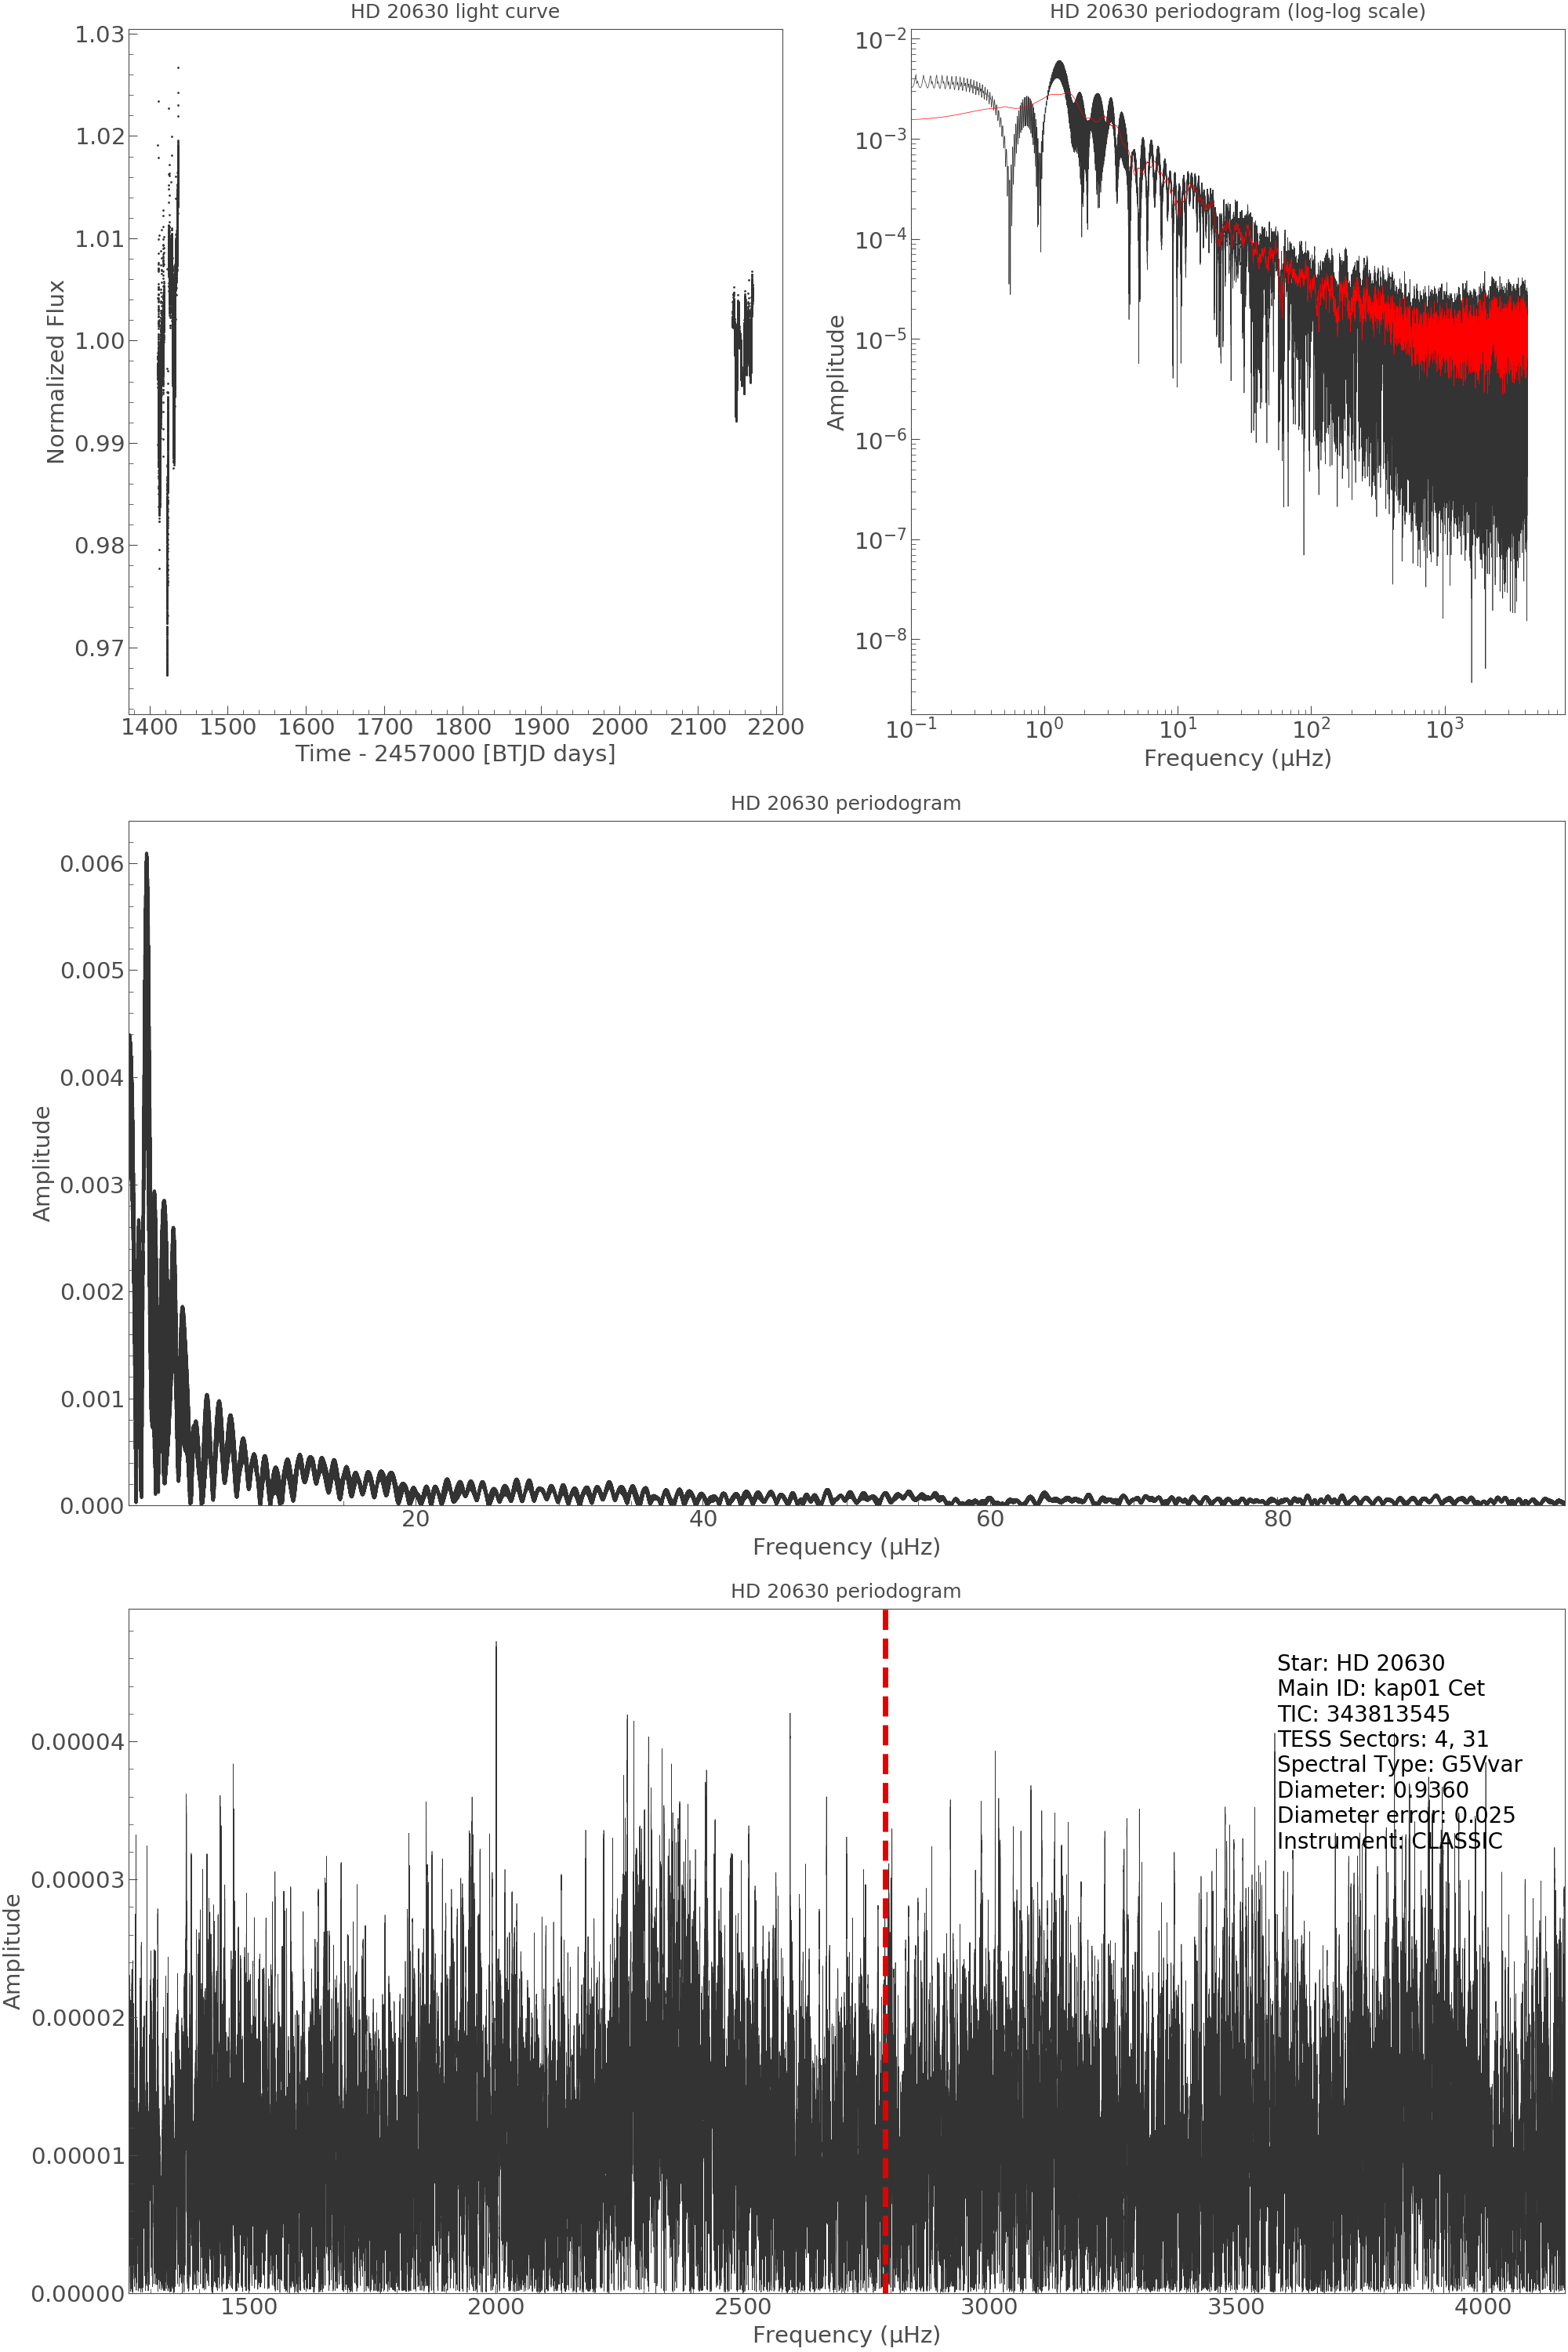 HD 20630 light curve
1.03
1.02
1.01
1.00
0.99
0.98
0.97
Normalized Flux
1400 1500 1600 1700 1800 1900 2000 2100 2200
Time - 2457000 [BTJD days]
HD 20630 periodogram (log-log scale)
10⁻²
10⁻³
10⁻⁴
10⁻⁵
10⁻⁶
10⁻⁷
10⁻⁸
Amplitude
10⁻¹ 10⁰ 10¹ 10² 10³
Frequency (µHz)
HD 20630 periodogram
0.006
0.005
0.004
0.003
0.002
0.001
0.000
Amplitude
20 40 60 80
Frequency (µHz)
HD 20630 periodogram
Star: HD 20630
Main ID: kap01 Cet
TIC: 343813545
TESS Sectors: 4, 31
Spectral Type: G5Vvar
Diameter: 0.9360
Diameter error: 0.025
Instrument: CLASSIC
0.00004
0.00003
0.00002
0.00001
0.00000
Amplitude
1500 2000 2500 3000 3500 4000
Frequency (µHz)